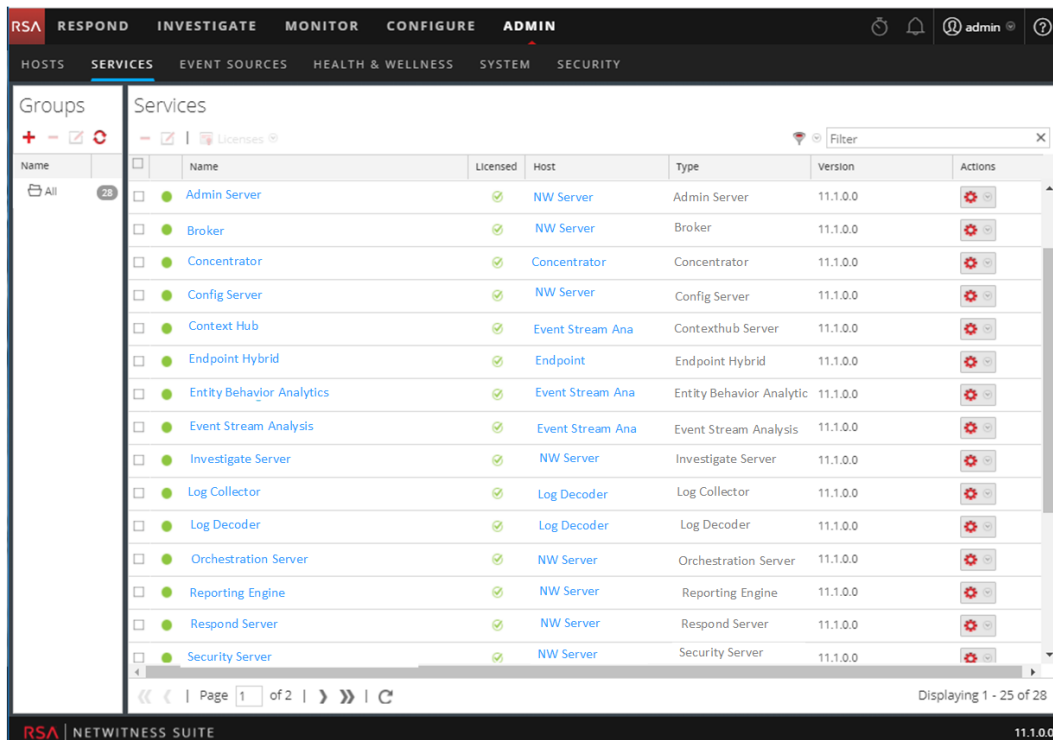 RSA RESPOND INVESTIGATE MONITOR CONFIGURE ADMIN admin
HOSTS SERVICES EVENT SOURCES HEALTH & WELLNESS SYSTEM SECURITY
Groups
Services
Licenses
Filter
Name
All 28
Name Licensed Host Type Version Actions
Admin Server NW Server Admin Server 11.1.0.0
Broker NW Server Broker 11.1.0.0
Concentrator Concentrator Concentrator 11.1.0.0
Config Server NW Server Config Server 11.1.0.0
Context Hub Event Stream Ana Contexthub Server 11.1.0.0
Endpoint Hybrid Endpoint Endpoint Hybrid 11.1.0.0
Entity Behavior Analytics Event Stream Ana Entity Behavior Analytic 11.1.0.0
Event Stream Analysis Event Stream Ana Event Stream Analysis 11.1.0.0
Investigate Server NW Server Investigate Server 11.1.0.0
Log Collector Log Decoder Log Collector 11.1.0.0
Log Decoder Log Decoder Log Decoder 11.1.0.0
Orchestration Server NW Server Orchestration Server 11.1.0.0
Reporting Engine NW Server Reporting Engine 11.1.0.0
Respond Server NW Server Respond Server 11.1.0.0
Security Server NW Server Security Server 11.1.0.0
Page 1 of 2 Displaying 1 - 25 of 28
RSA NETWITNESS SUITE 11.1.0.0